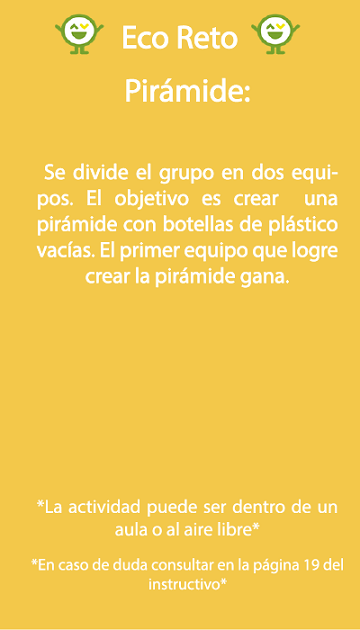 Eco Reto
Pirámide:
Se divide el grupo en dos equi-
pos. El objetivo es crear una
pirámide con botellas de plástico
vacías. El primer equipo que logre
crear la pirámide gana.
*La actividad puede ser dentro de un
aula o al aire libre*
*En caso de duda consultar en la página 19 del
instructivo*